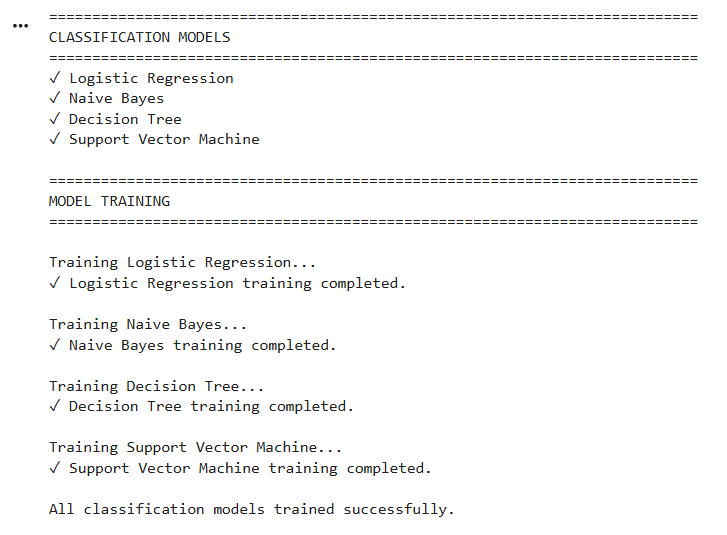 ===========================================================================
CLASSIFICATION MODELS
===========================================================================
✓ Logistic Regression
✓ Naive Bayes
✓ Decision Tree
✓ Support Vector Machine
===========================================================================
MODEL TRAINING
===========================================================================
Training Logistic Regression...
✓ Logistic Regression training completed.
Training Naive Bayes...
✓ Naive Bayes training completed.
Training Decision Tree...
✓ Decision Tree training completed.
Training Support Vector Machine...
✓ Support Vector Machine training completed.
All classification models trained successfully.